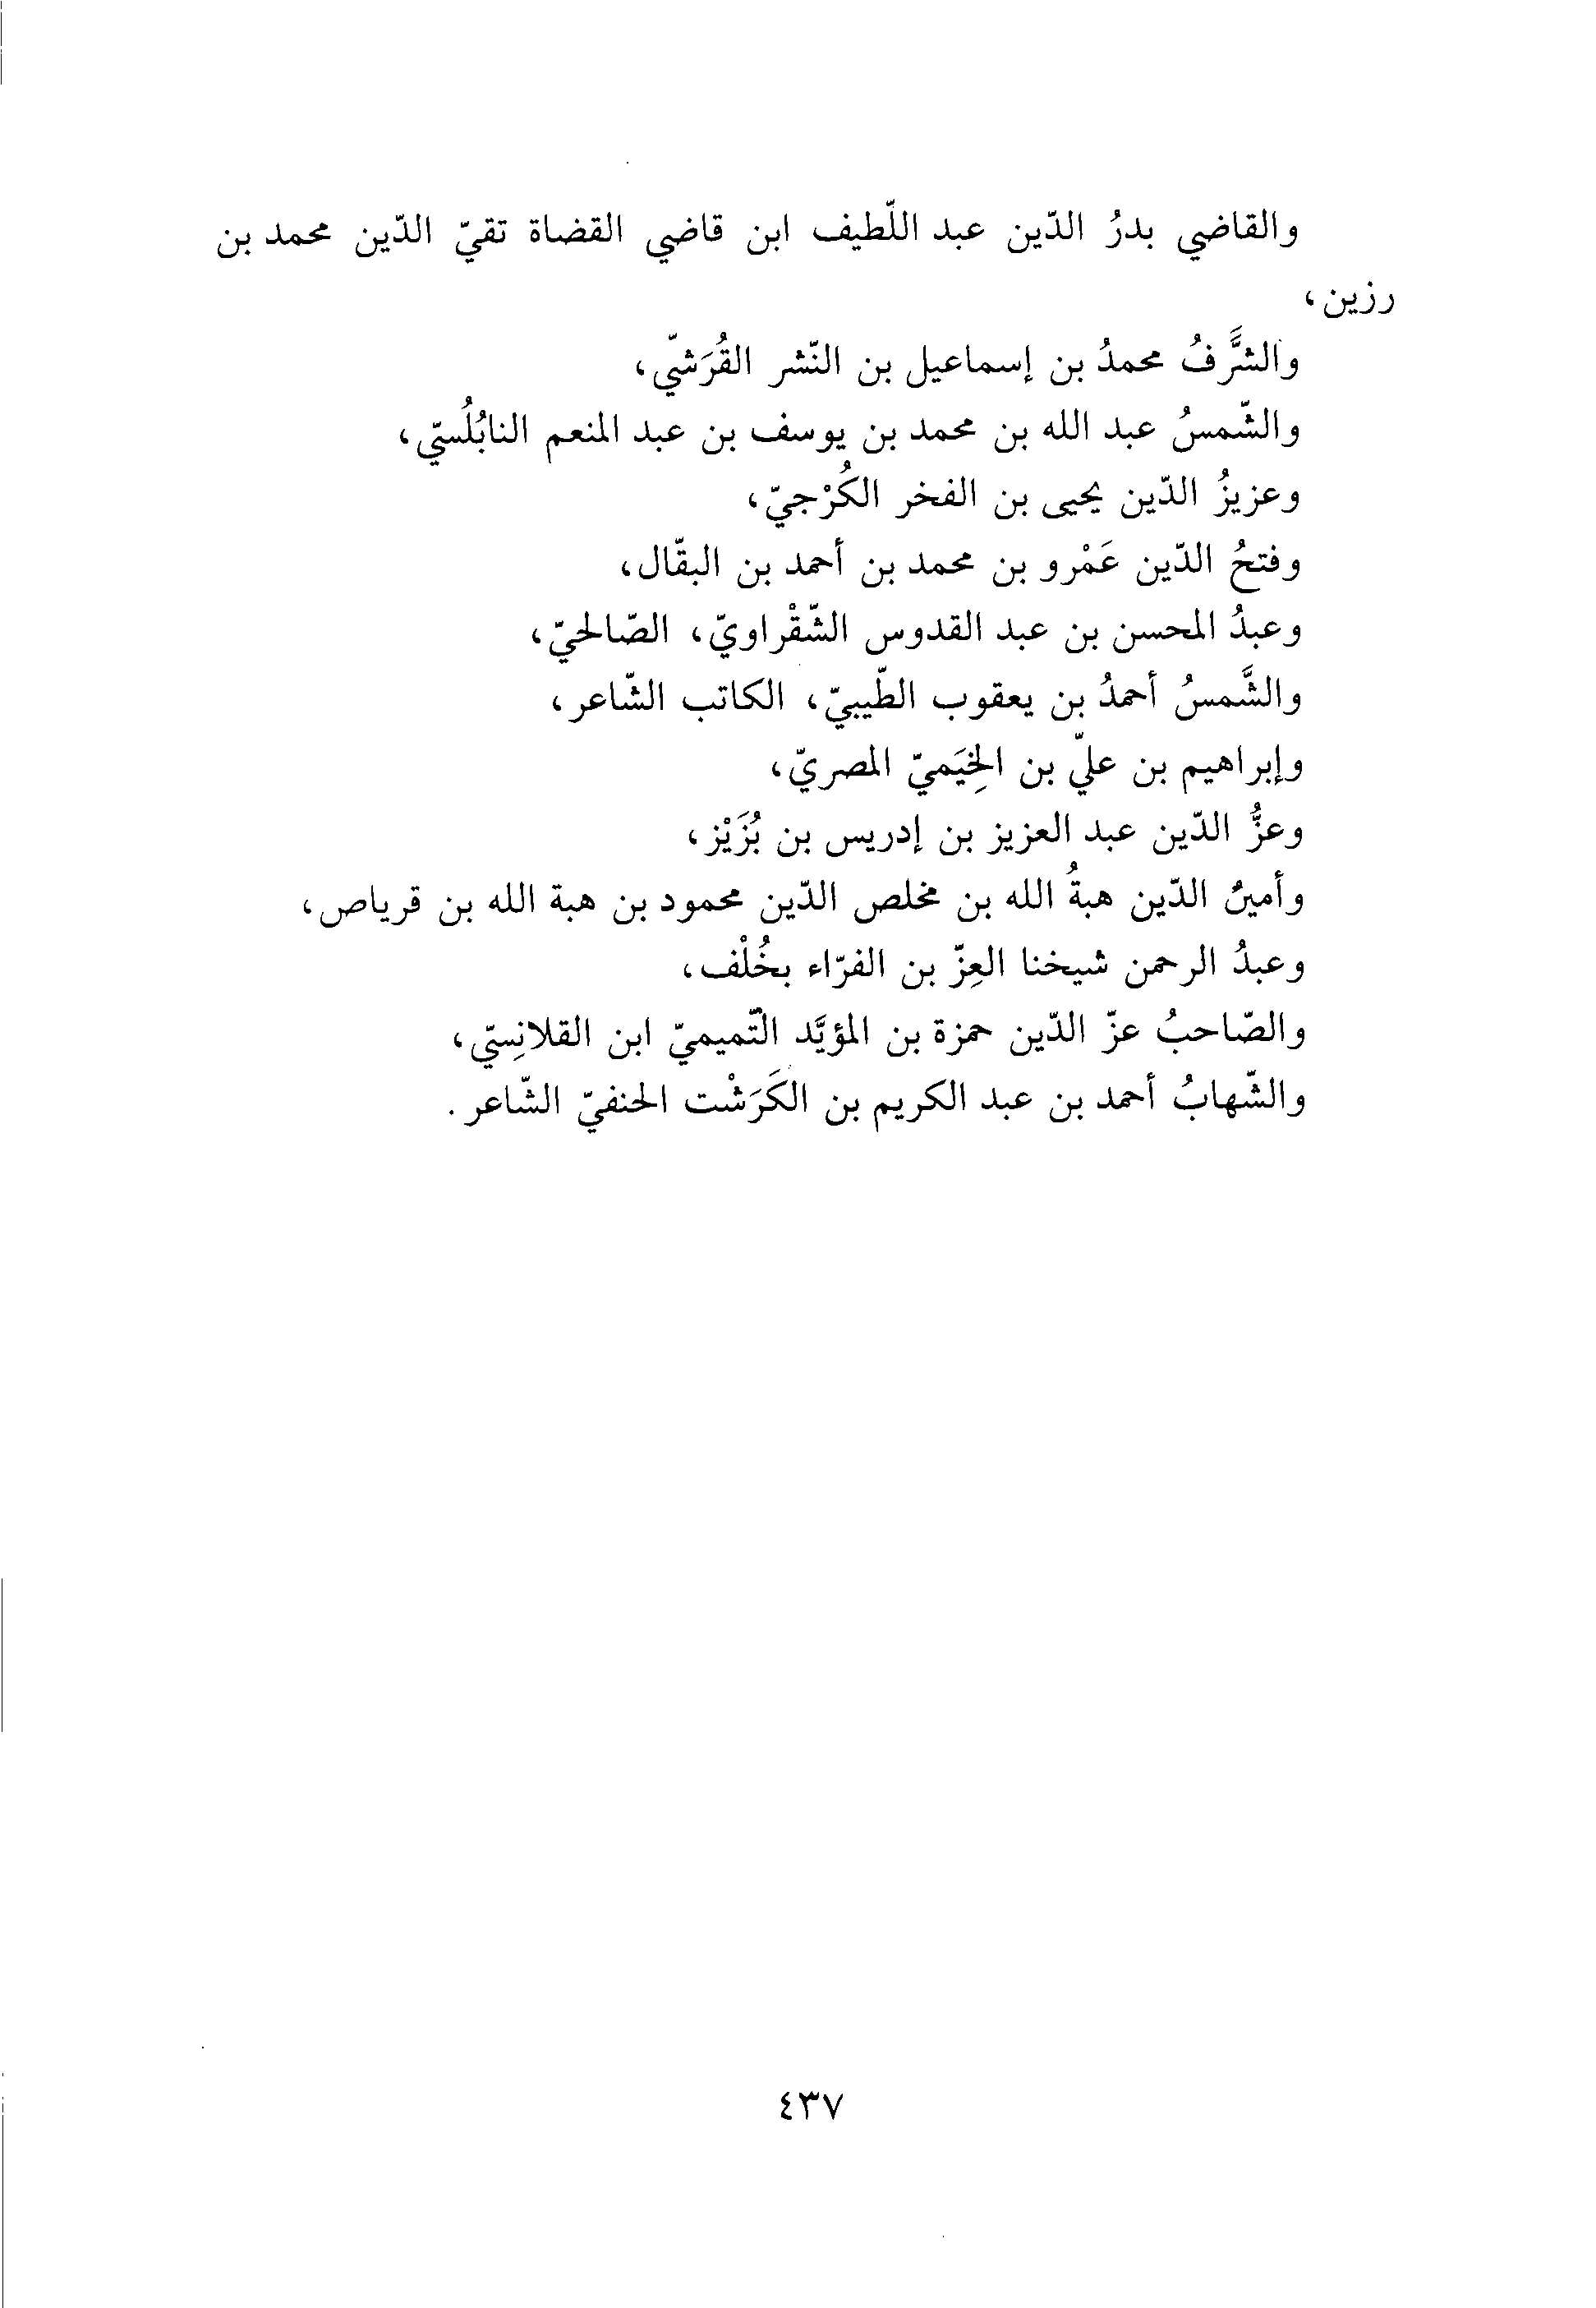 والقاضي بدرُ الدّين عبد اللّطيف ابن قاضي القضاة تقيّ الدّين محمد بن
رزين،
والشَّرَفُ محمدُ بن إسماعيل بن النّشر القُرَشيّ،
والشّمسُ عبد الله بن محمد بن يوسف بن عبد المنعم النابُلُسيّ،
وعزيزُ الدّين يحيى بن الفخر الكُرْجيّ،
وفتحُ الدّين عَمْرو بن محمد بن أحمد بن البقّال،
وعبدُ المحسن بن عبد القدوس الشّقْراويّ، الصّالحيّ،
والشَّمسُ أحمدُ بن يعقوب الطّيبيّ، الكاتب الشّاعر،
وإبراهيم بن عليّ بن الخِيَميّ المصريّ،
وعزُّ الدّين عبد العزيز بن إدريس بن بُزَيْز،
وأمينُ الدّين هبةُ الله بن مخلص الدّين محمود بن هبة الله بن قرياص،
وعبدُ الرحمن شيخنا العِزّ بن الفرّاء بخُلْف،
والصّاحبُ عزّ الدّين حمزة بن المؤيَّد التّميميّ ابن القلانِسيّ،
والشّهابُ أحمد بن عبد الكريم بن الكَرَشْت الحنفيّ الشّاعر.
٤٣٧